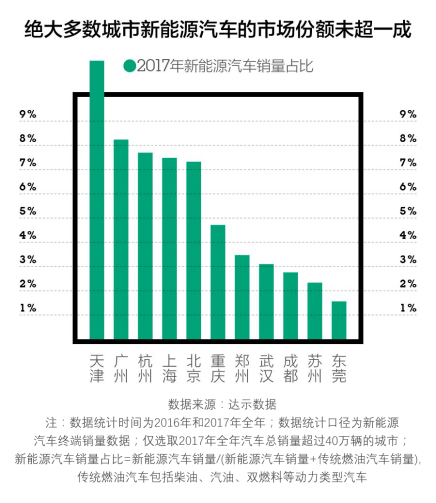 绝大多数城市新能源汽车的市场份额未超一成
●2017年新能源汽车销量占比
9% 9%
8% 8%
7% 7%
6% 6%
5% 5%
4% 4%
3% 3%
2% 2%
1% 1%
天津 广州 杭州 上海 北京 重庆 郑州 武汉 成都 苏州 东莞
数据来源：达示数据
注：数据统计时间为2016年和2017年全年；数据统计口径为新能源
汽车终端销量数据；仅选取2017年全年汽车总销量超过40万辆的城市；
新能源汽车销量占比=新能源汽车销量/(新能源汽车销量+传统燃油汽车销量),
传统燃油汽车包括柴油、汽油、双燃料等动力类型汽车